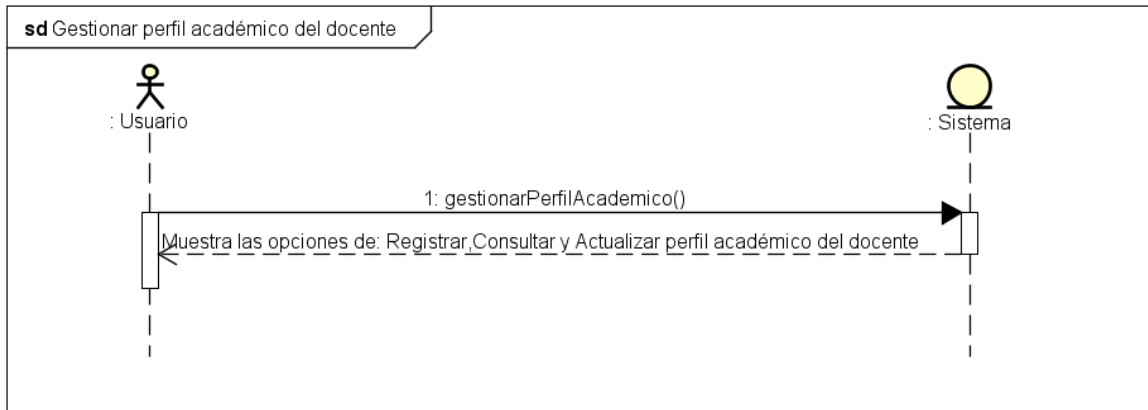 sd Gestionar perfil académico del docente
: Usuario
: Sistema
1: gestionarPerfilAcademico()
Muestra las opciones de: Registrar,Consultar y Actualizar perfil académico del docente